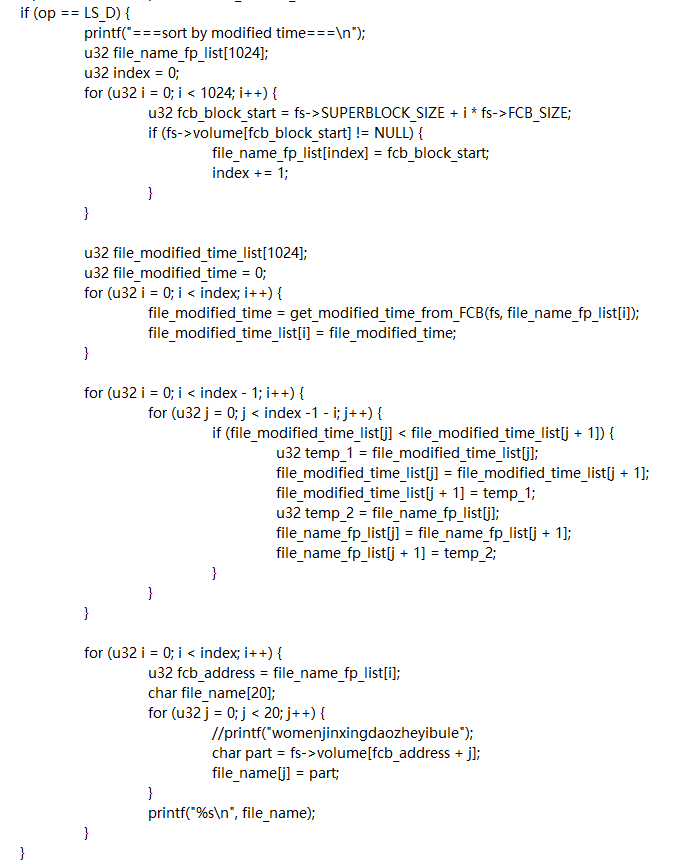 if (op == LS_D) {
printf("===sort by modified time===\n");
u32 file_name_fp_list[1024];
u32 index = 0;
for (u32 i = 0; i < 1024; i++) {
u32 fcb_block_start = fs->SUPERBLOCK_SIZE + i * fs->FCB_SIZE;
if (fs->volume[fcb_block_start] != NULL) {
file_name_fp_list[index] = fcb_block_start;
index += 1;
}
}
u32 file_modified_time_list[1024];
u32 file_modified_time = 0;
for (u32 i = 0; i < index; i++) {
file_modified_time = get_modified_time_from_FCB(fs, file_name_fp_list[i]);
file_modified_time_list[i] = file_modified_time;
}
for (u32 i = 0; i < index - 1; i++) {
for (u32 j = 0; j < index -1 - i; j++) {
if (file_modified_time_list[j] < file_modified_time_list[j + 1]) {
u32 temp_1 = file_modified_time_list[j];
file_modified_time_list[j] = file_modified_time_list[j + 1];
file_modified_time_list[j + 1] = temp_1;
u32 temp_2 = file_name_fp_list[j];
file_name_fp_list[j] = file_name_fp_list[j + 1];
file_name_fp_list[j + 1] = temp_2;
}
}
}
for (u32 i = 0; i < index; i++) {
u32 fcb_address = file_name_fp_list[i];
char file_name[20];
for (u32 j = 0; j < 20; j++) {
//printf("womenjinxingdaozheyibule");
char part = fs->volume[fcb_address + j];
file_name[j] = part;
}
printf("%s\n", file_name);
}
}